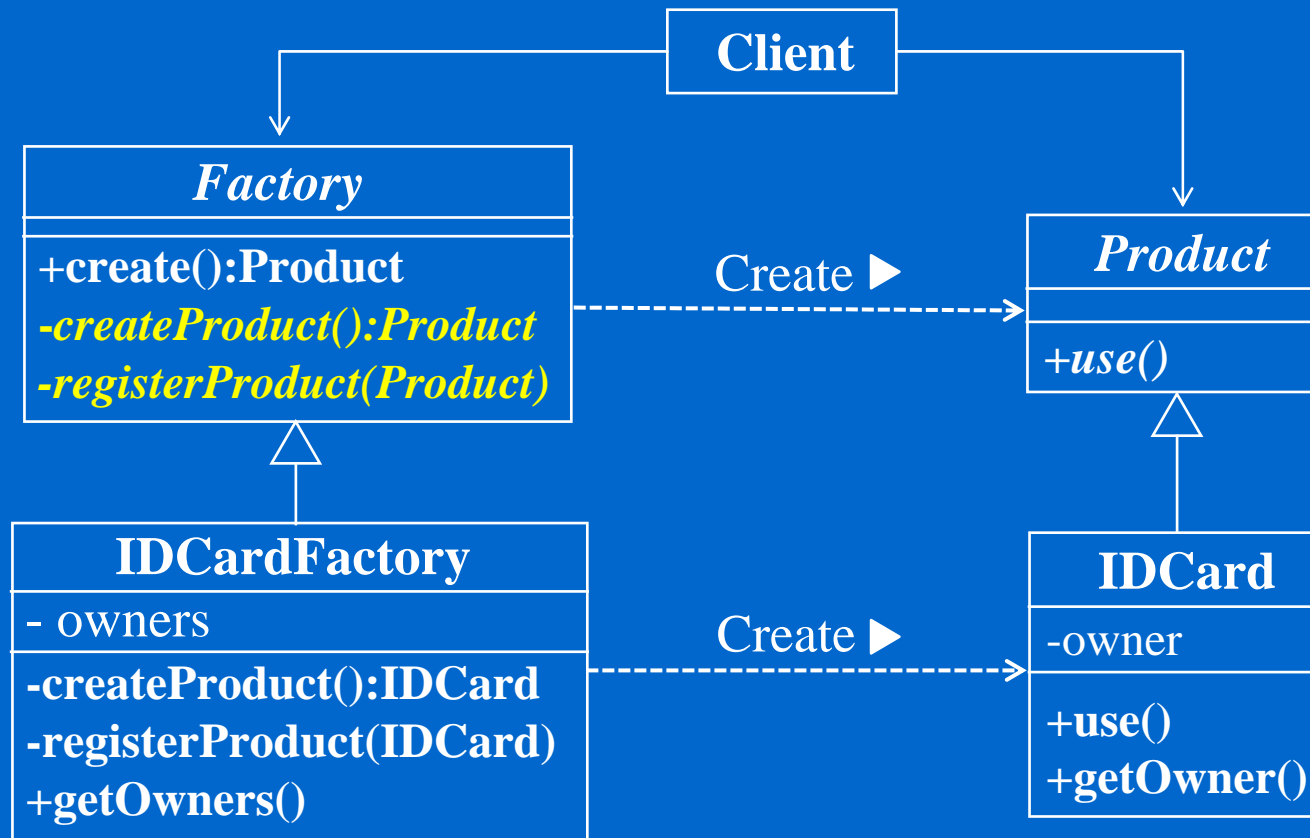 Client
Factory
+create():Product
-createProduct():Product
-registerProduct(Product)
Create ▶
Product
+use()
IDCardFactory
- owners
-createProduct():IDCard
-registerProduct(IDCard)
+getOwners()
Create ▶
IDCard
-owner
+use()
+getOwner()